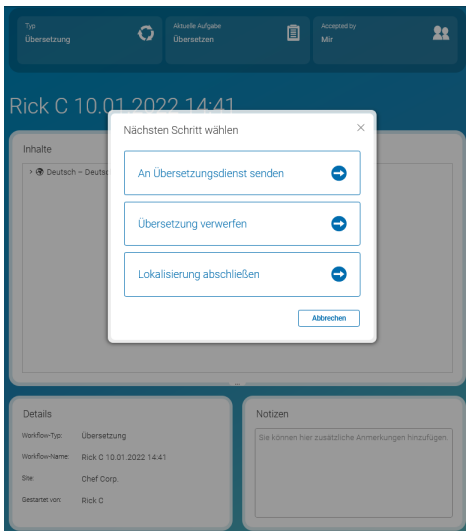 Typ
Übersetzung
Aktuelle Aufgabe
Übersetzen
Accepted by
Mir
Rick C 10.01.2022 14:41
Nächsten Schritt wählen
Inhalte
Deutsch – Deutsc
An Übersetzungsdienst senden
Übersetzung verwerfen
Lokalisierung abschließen
Abbrechen
Details
Workflow-Typ: Übersetzung
Workflow-Name: Rick C 10.01.2022 14:41
Site: Chef Corp.
Gestartet von: Rick C
Notizen
Sie können hier zusätzliche Anmerkungen hinzufügen.